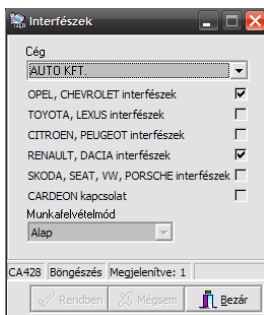 Interfészek
Cég
AUTO KFT.
OPEL, CHEVROLET interfészek
TOYOTA, LEXUS interfészek
CITROEN, PEUGEOT interfészek
RENAULT, DACIA interfészek
SKODA, SEAT, VW, PORSCHE interfészek
CARDEON kapcsolat
Munkafelvételmód
Alap
CA428 Böngészés Megjelenítve: 1
Rendben Mégsem Bezár